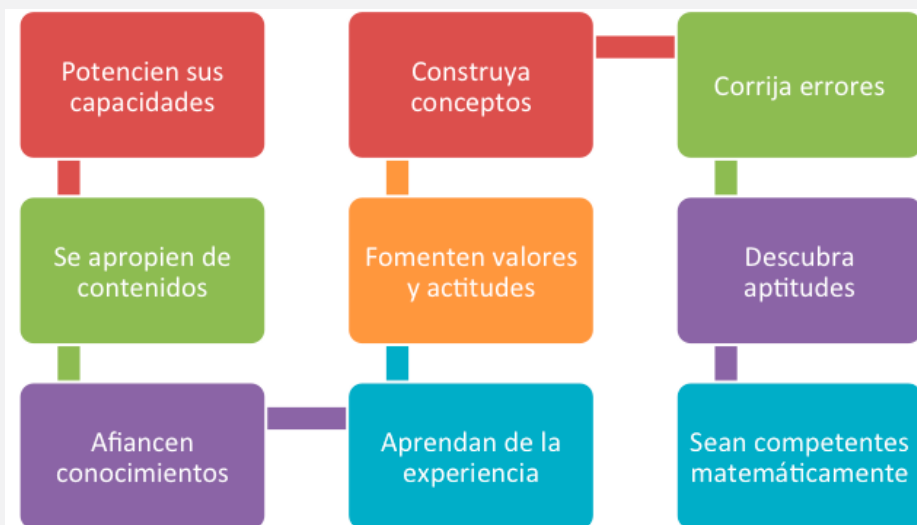 Potencien sus
capacidades
Se apropien de
contenidos
Afiancen
conocimientos
Aprendan de la
experiencia
Fomenten valores
y actitudes
Construya
conceptos
Corrija errores
Descubra
aptitudes
Sean competentes
matemáticamente